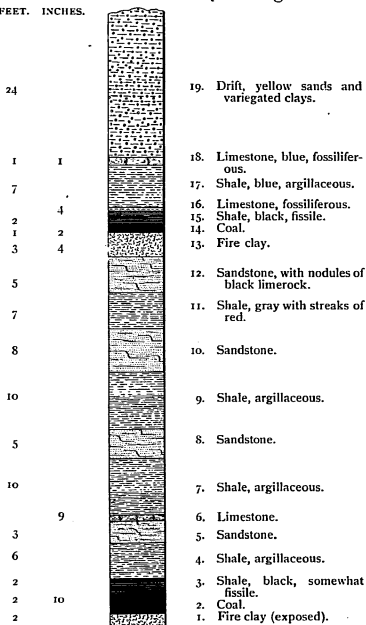 FEET. INCHES.
24 19. Drift, yellow sands and
variegated clays.
1 1 18. Limestone, blue, fossilifer-
ous.
7 17. Shale, blue, argillaceous.
4 16. Limestone, fossiliferous.
2 15. Shale, black, fissile.
1 2 14. Coal.
3 4 13. Fire clay.
5 12. Sandstone, with nodules of
black limerock.
7 11. Shale, gray with streaks of
red.
8 10. Sandstone.
10 9. Shale, argillaceous.
5 8. Sandstone.
10 7. Shale, argillaceous.
9 6. Limestone.
3 5. Sandstone.
6 4. Shale, argillaceous.
2 3. Shale, black, somewhat
fissile.
2 10 2. Coal.
2 1. Fire clay (exposed).